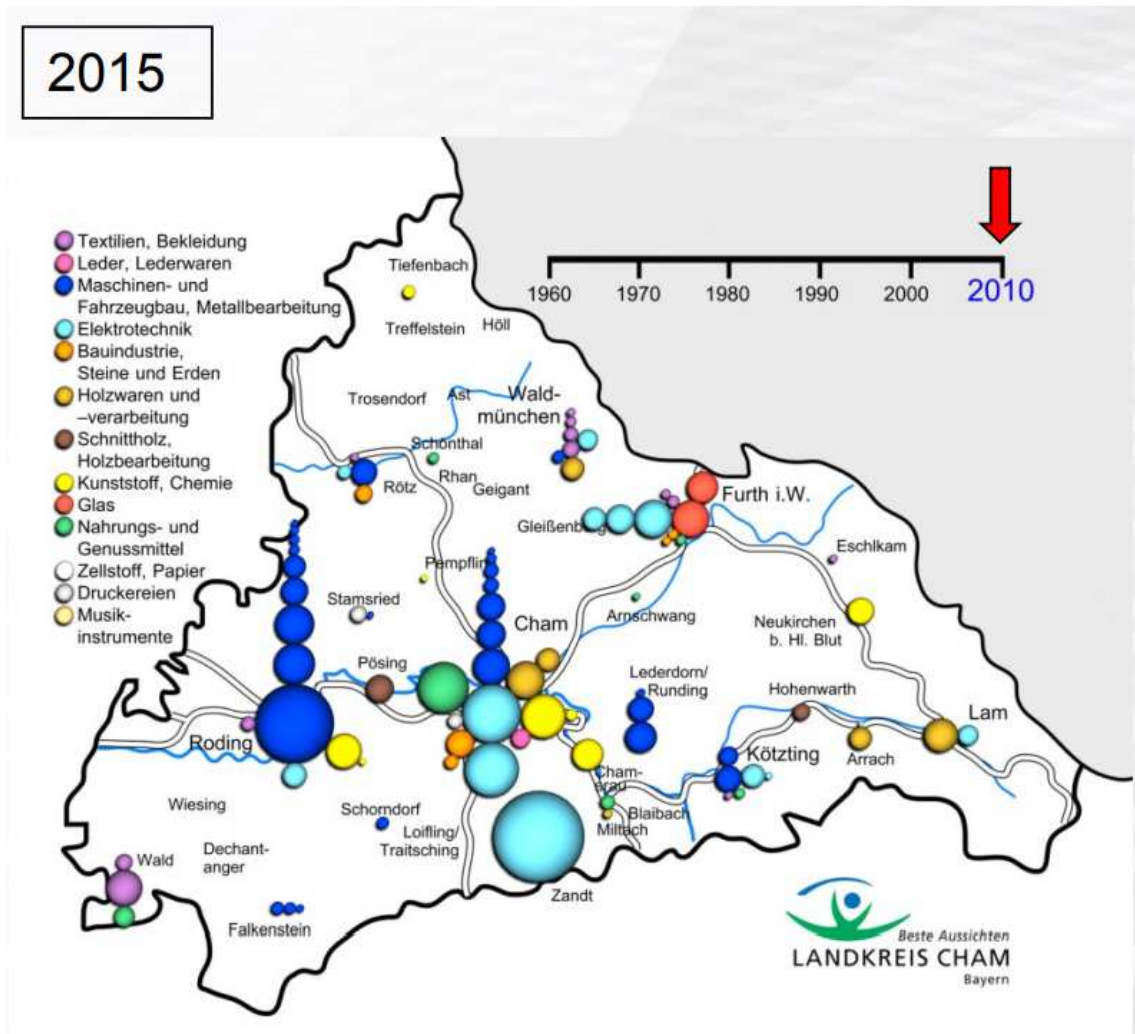 2015
Textilien, Bekleidung
Leder, Lederwaren
Maschinen- und
Fahrzeugbau, Metallbearbeitung
Elektrotechnik
Bauindustrie,
Steine und Erden
Holzwaren und
–verarbeitung
Schnittholz,
Holzbearbeitung
Kunststoff, Chemie
Glas
Nahrungs- und
Genussmittel
Zellstoff, Papier
Druckereien
Musik-
instrumente
1960
1970
1980
1990
2000
2010
Tiefenbach
Treffelstein
Höll
Trosendorf
Ast
Wald-
münchen
Schönthal
Rötz
Rhan
Geigant
Furth i.W.
Gleißenberg
Eschlkam
Pempfling
Stamsried
Arnschwang
Cham
Neukirchen
b. Hl. Blut
Pösing
Lederdorn/
Runding
Hohenwarth
Lam
Roding
Kötzting
Arrach
Cham-
erau
Blaibach
Miltach
Wiesing
Schorndorf
Loifling/
Traitsching
Dechant-
anger
Wald
Zandt
Falkenstein
Beste Aussichten
LANDKREIS CHAM
Bayern